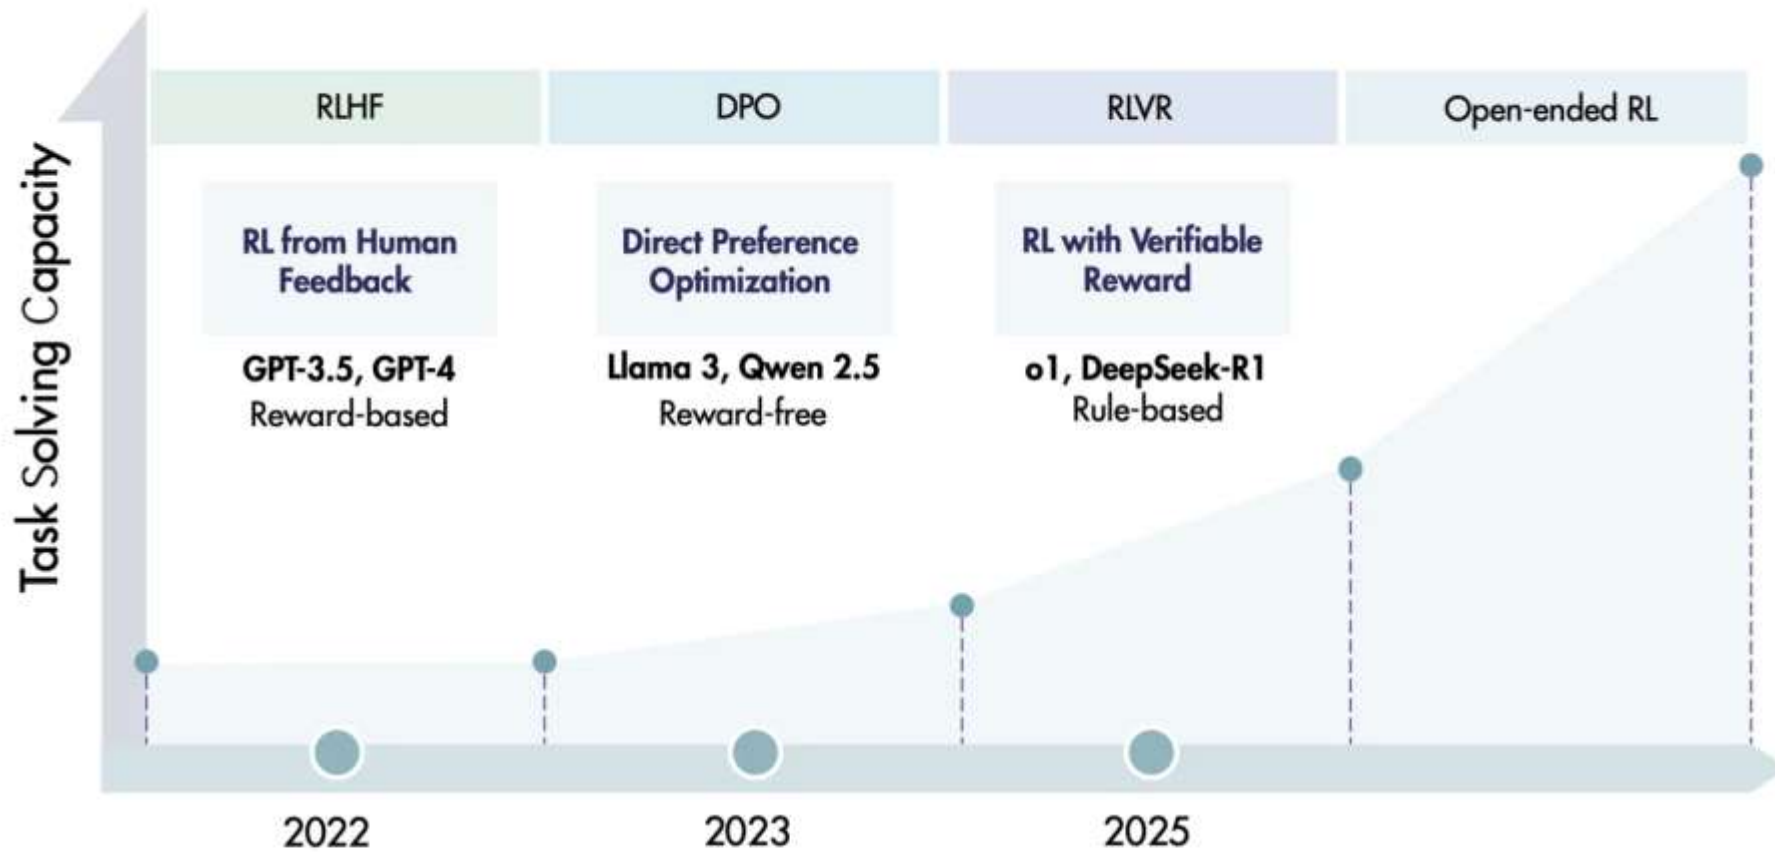 RLHF
DPO
RLVR
Open-ended RL
Task Solving Capacity
RL from Human
Feedback
GPT-3.5, GPT-4
Reward-based
Direct Preference
Optimization
Llama 3, Qwen 2.5
Reward-free
RL with Verifiable
Reward
o1, DeepSeek-R1
Rule-based
2022
2023
2025